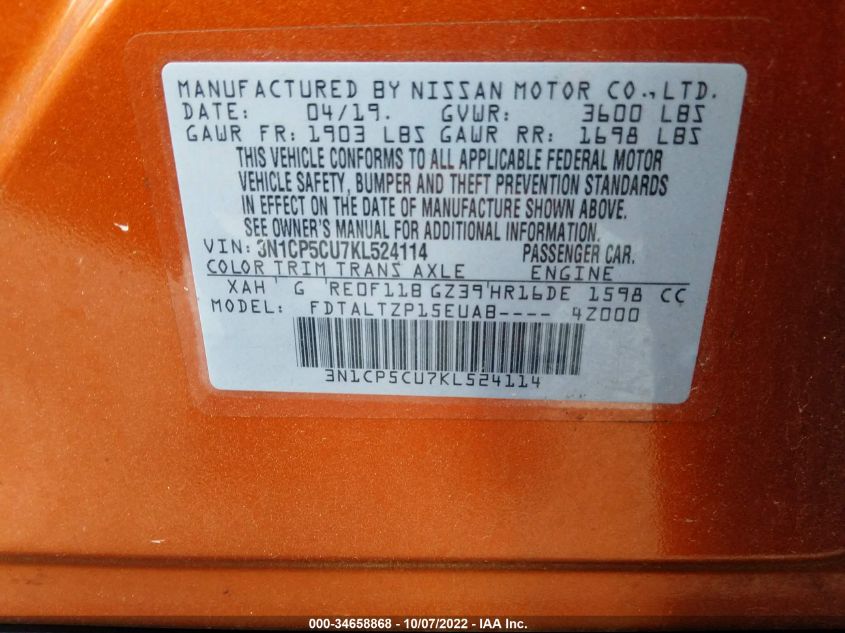 MANUFACTURED BY NISSAN MOTOR CO., LTD.
DATE: 04/19. GVWR: 3600 LBS
GAWR FR: 1903 LBS GAWR RR: 1698 LBS
THIS VEHICLE CONFORMS TO ALL APPLICABLE FEDERAL MOTOR
VEHICLE SAFETY, BUMPER AND THEFT PREVENTION STANDARDS
IN EFFECT ON THE DATE OF MANUFACTURE SHOWN ABOVE.
SEE OWNER'S MANUAL FOR ADDITIONAL INFORMATION.
VIN: 3N1CP5CU7KL524114 PASSENGER CAR.
COLOR TRIM TRANS AXLE ENGINE
XAH G RE0F11B GZ39 HR16DE 1598 CC
MODEL: FDTALTZP15EUAB---- 4Z000
3N1CP5CU7KL524114
000-34658868 - 10/07/2022 - IAA Inc.